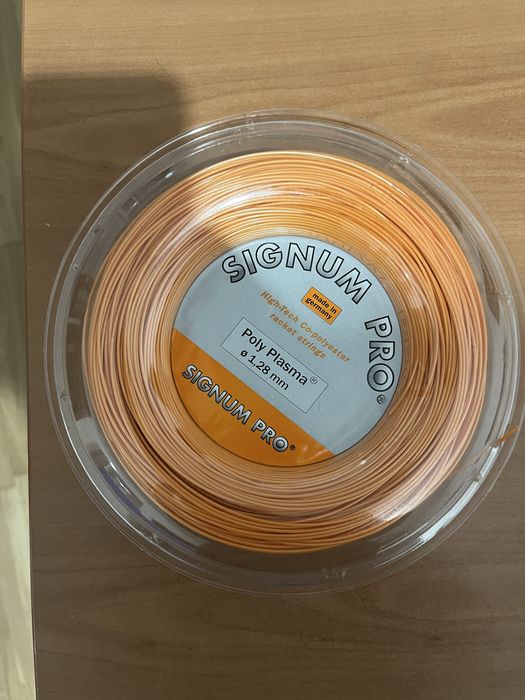 SIGNUM PRO®
made in
germany
High-Tech Co-polyester
racket strings
Poly Plasma®
ø 1,28 mm
SIGNUM PRO®